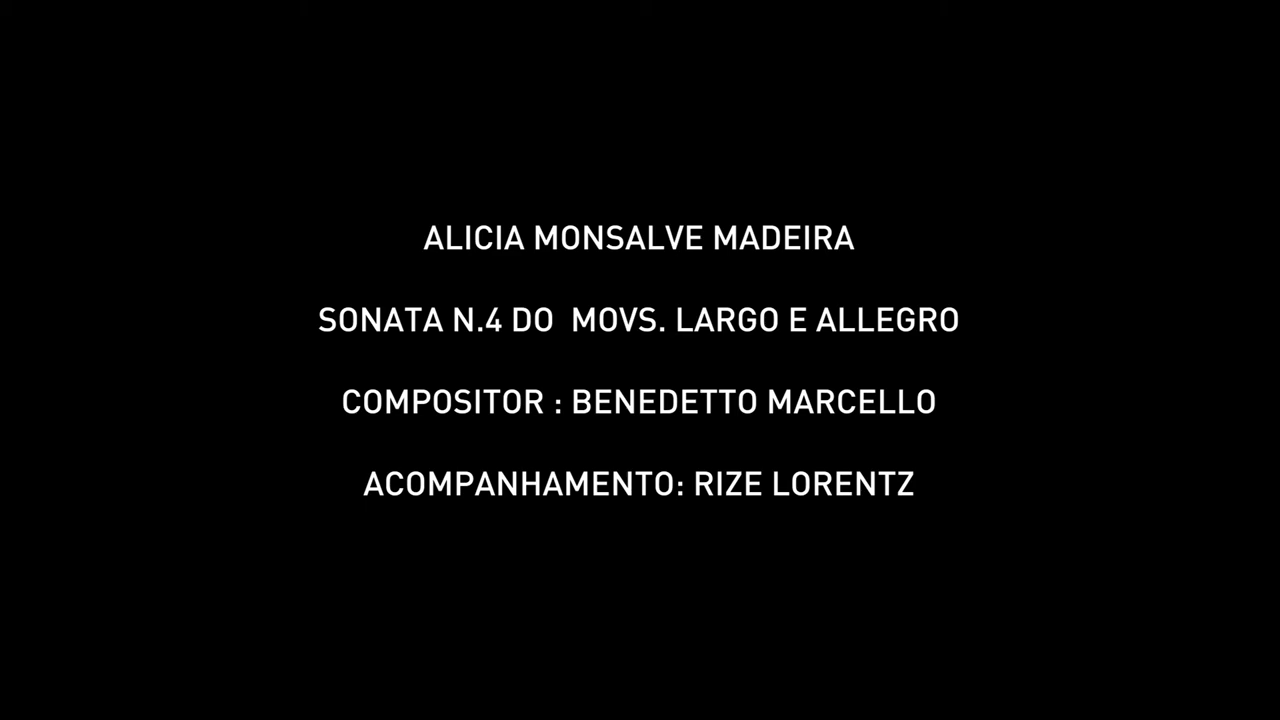 ALICIA MONSALVE MADEIRA
SONATA N.4 DO  MOVS. LARGO E ALLEGRO
COMPOSITOR : BENEDETTO MARCELLO
ACOMPANHAMENTO: RIZE LORENTZ